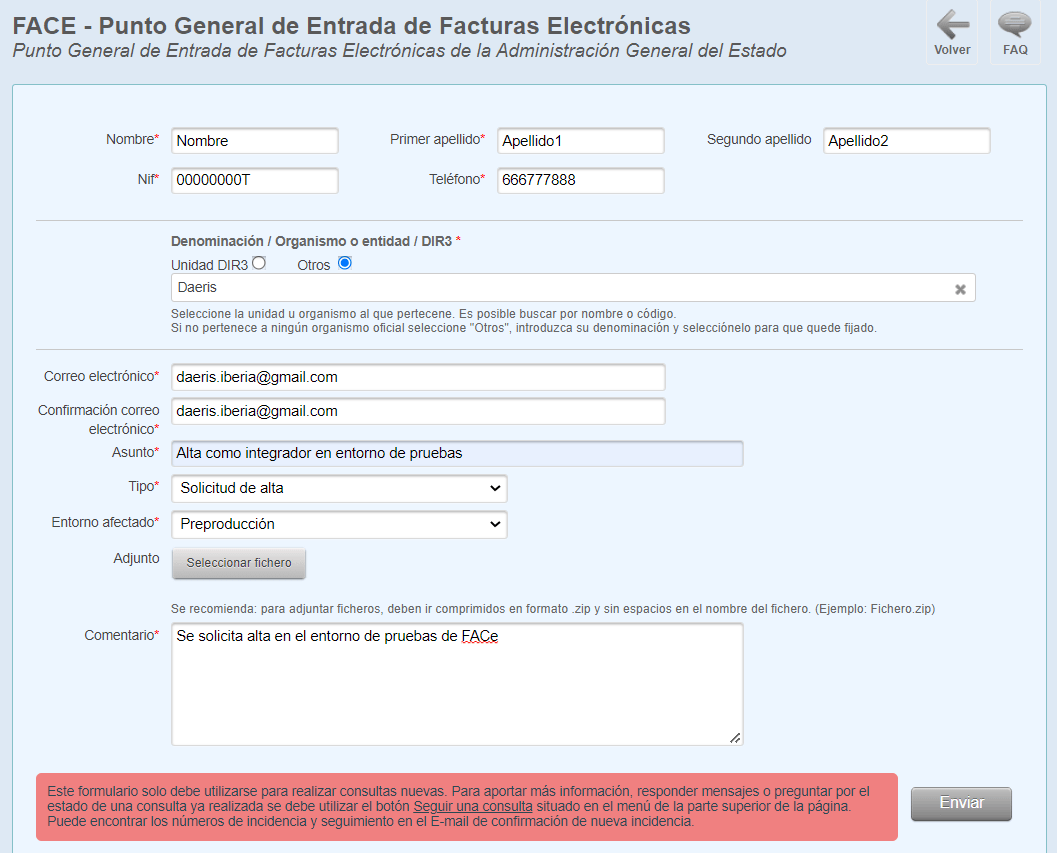 FACE - Punto General de Entrada de Facturas Electrónicas
Punto General de Entrada de Facturas Electrónicas de la Administración General del Estado
Volver
FAQ
Nombre* Nombre
Primer apellido* Apellido1
Segundo apellido Apellido2
Nif* 00000000T
Teléfono* 666777888
Denominación / Organismo o entidad / DIR3 *
Unidad DIR3
Otros
Daeris
Seleccione la unidad u organismo al que pertecene. Es posible buscar por nombre o código.
Si no pertenece a ningún organismo oficial seleccione "Otros", introduzca su denominación y selecciónelo para que quede fijado.
Correo electrónico* daeris.iberia@gmail.com
Confirmación correo
electrónico* daeris.iberia@gmail.com
Asunto* Alta como integrador en entorno de pruebas
Tipo* Solicitud de alta
Entorno afectado* Preproducción
Adjunto Seleccionar fichero
Se recomienda: para adjuntar ficheros, deben ir comprimidos en formato .zip y sin espacios en el nombre del fichero. (Ejemplo: Fichero.zip)
Comentario* Se solicita alta en el entorno de pruebas de FACe
Este formulario solo debe utilizarse para realizar consultas nuevas. Para aportar más información, responder mensajes o preguntar por el
estado de una consulta ya realizada se debe utilizar el botón Seguir una consulta situado en el menú de la parte superior de la página.
Puede encontrar los números de incidencia y seguimiento en el E-mail de confirmación de nueva incidencia.
Enviar